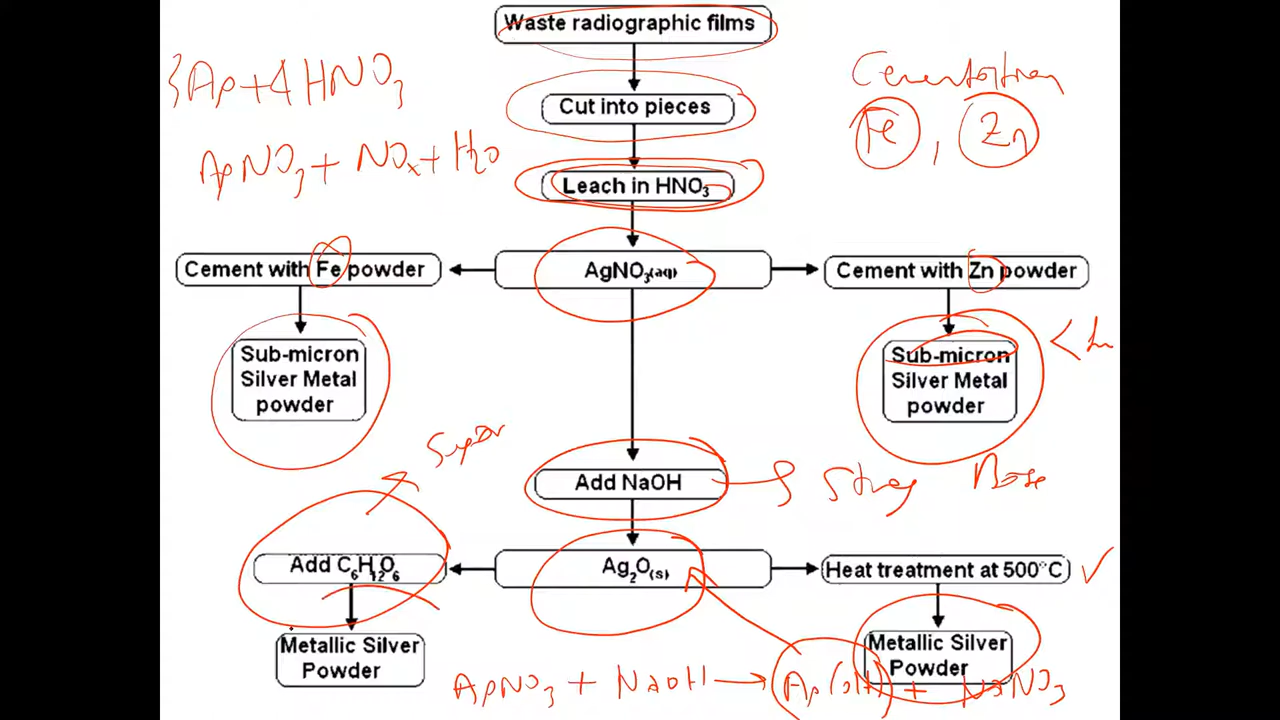 Waste radiographic films
3Ag + 4HNO3
Cementation
Cut into pieces
Fe , Zn
AgNO3 + NOx + H2O
Leach in HNO3
Cement with Fe powder
AgNO3(aq)
Cement with Zn powder
Sub-micron
Silver Metal
powder
Sub-micron
Silver Metal
powder
Add NaOH
Strong Base
Add C6H12O6
Ag2O(s)
Heat treatment at 500°C
Metallic Silver
Powder
Metallic Silver
Powder
AgNO3 + NaOH → Ag(OH) + NaNO3